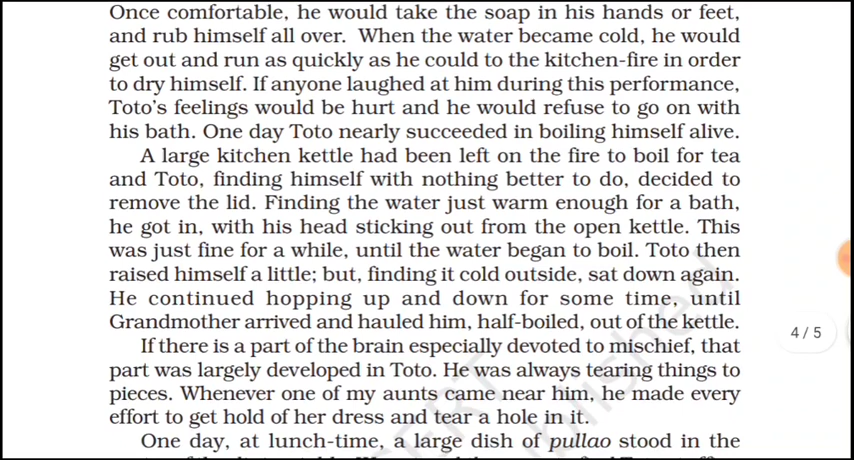 Once comfortable, he would take the soap in his hands or feet,
and rub himself all over. When the water became cold, he would
get out and run as quickly as he could to the kitchen-fire in order
to dry himself. If anyone laughed at him during this performance,
Toto's feelings would be hurt and he would refuse to go on with
his bath. One day Toto nearly succeeded in boiling himself alive.
A large kitchen kettle had been left on the fire to boil for tea
and Toto, finding himself with nothing better to do, decided to
remove the lid. Finding the water just warm enough for a bath,
he got in, with his head sticking out from the open kettle. This
was just fine for a while, until the water began to boil. Toto then
raised himself a little; but, finding it cold outside, sat down again.
He continued hopping up and down for some time, until
Grandmother arrived and hauled him, half-boiled, out of the kettle.
4 / 5
If there is a part of the brain especially devoted to mischief, that
part was largely developed in Toto. He was always tearing things to
pieces. Whenever one of my aunts came near him, he made every
effort to get hold of her dress and tear a hole in it.
One day, at lunch-time, a large dish of pullao stood in the